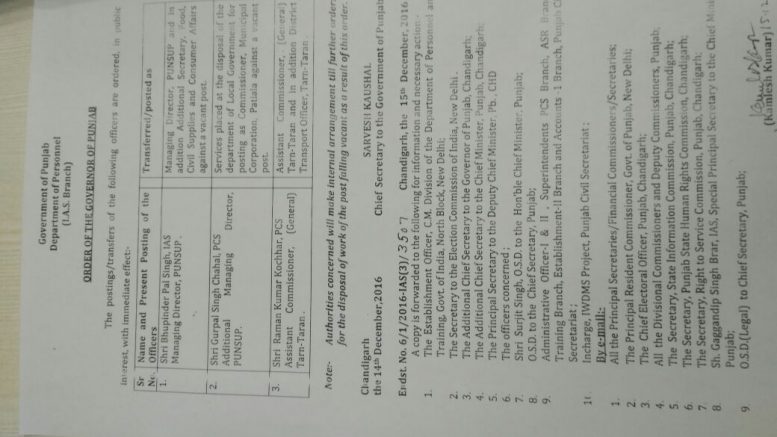 Government of Punjab
Department of Personnel
(I.A.S. Branch)
ORDER OF THE GOVERNOR OF PUNJAB
The postings/transfers of the following officers are ordered, in public
interest, with immediate effect:-
Sr No. Name and Present Posting of the Officers Transferred/posted as
1. Shri Bhupinder Pal Singh, IAS
Managing Director, PUNSUP.
Managing Director, PUNSUP and in
addition Additional Secretary, Food,
Civil Supplies and Consumer Affairs
against a vacant post.
2. Shri Gurpal Singh Chahal, PCS
Additional Managing Director,
PUNSUP.
Services placed at the disposal of the
department of Local Government for
posting as Commissioner, Municipal
Corporation, Patiala against a vacant
post.
3. Shri Raman Kumar Kochhar, PCS
Assistant Commissioner, (General)
Tarn-Taran.
Assistant Commissioner, (General)
Tarn-Taran and in addition District
Transport Officer, Tarn-Taran.
Note:- Authorities concerned will make internal arrangement till further orders
for the disposal of work of the post falling vacant as a result of this order.
Chandigarh SARVESH KAUSHAL
the 14th December,2016 Chief Secretary to the Government of Punjab
Endst. No. 6/1/2016-IAS(3)/ Chandigarh, the 15th December, 2016
A copy is forwarded to the following for information and necessary action:-
1. The Establishment Officer, C.M. Division of the Department of Personnel and
Training, Govt. of India, North Block, New Delhi;
2. The Secretary to the Election Commission of India, New Delhi.
3. The Additional Chief Secretary to the Governor of Punjab, Chandigarh;
4. The Additional Chief Secretary to the Chief Minister, Punjab, Chandigarh;
5. The Principal Secretary to the Deputy Chief Minister, Pb., CHD
6. The officers concerned;
7. Shri Surjit Singh, O.S.D. to the Hon'ble Chief Minister, Punjab;
8. O.S.D. to the Chief Secretary, Punjab;
9. Administrative Officer-I & II, Superintendents PCS Branch, ASR
Training Branch, Establishment-II Branch and Accounts 1 Branch, Punjab
Secretariat;
10 Incharge, IWDMS Project, Punjab Civil Secretariat;
By e-mail:-
1. All the Principal Secretaries/Financial Commissioners/Secretaries;
2. The Principal Resident Commissioner, Govt. of Punjab, New Delhi;
3. The Chief Electoral Officer, Punjab, Chandigarh;
4. All the Divisional Commissioners and Deputy Commissioners, Punjab;
5 The Secretary, State Information Commission, Punjab, Chandigarh;
6 The Secretary, Punjab State Human Rights Commission, Chandigarh;
7 The Secretary, Right to Service Commission, Punjab, Chandigarh.
8. Sh. Gaggandip Singh Brar, IAS, Special Principal Secretary to the Chief
Punjab;
9. O.S.D.(Legal) to Chief Secretary, Punjab;
(Kamlesh Kumar)